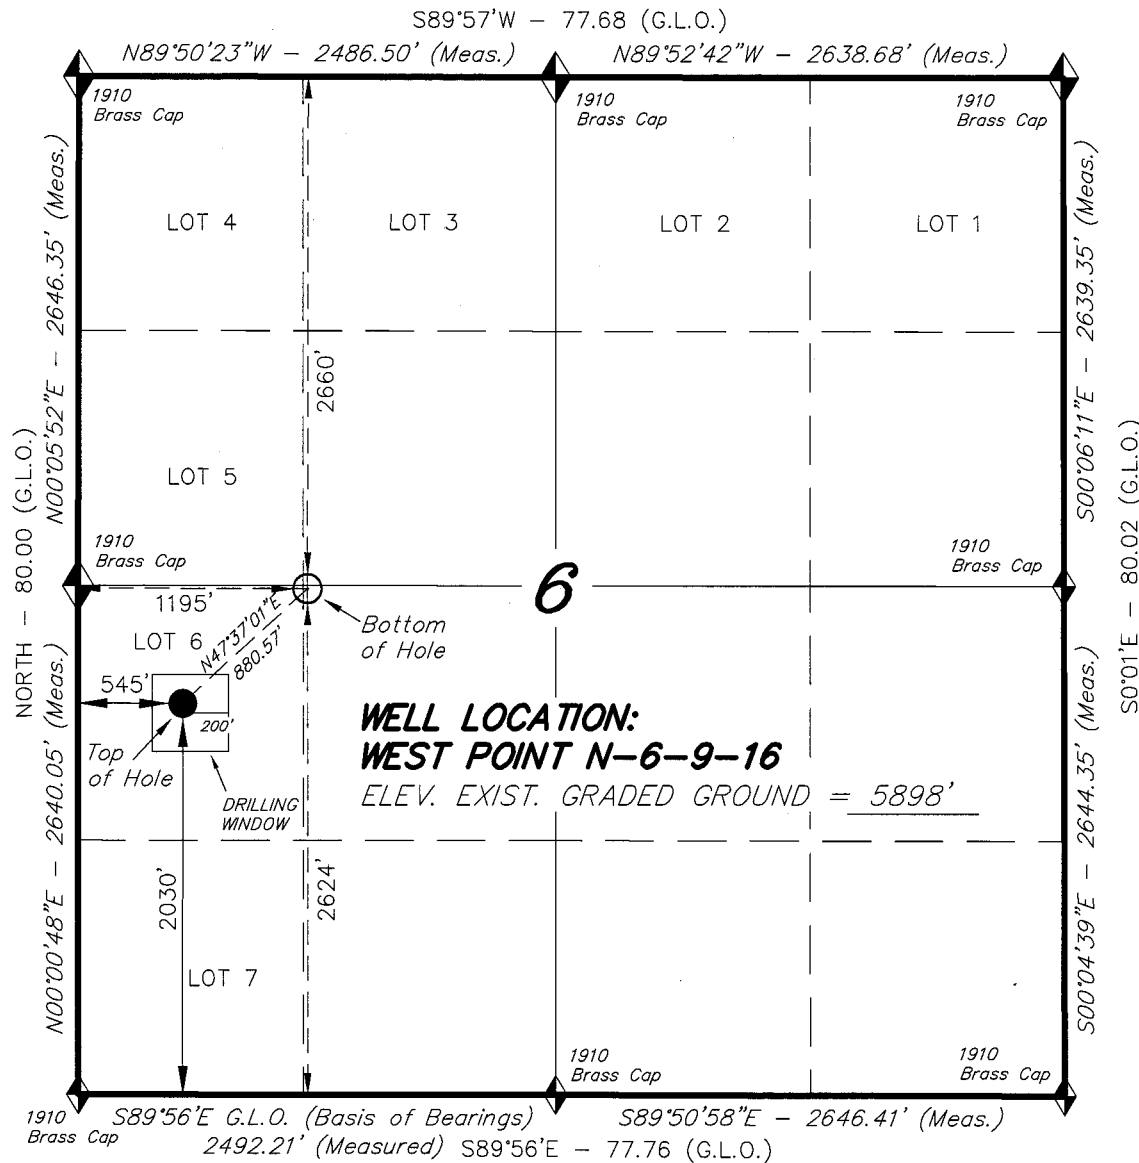 S89°57'W - 77.68 (G.L.O.)
N89°50'23"W - 2486.50' (Meas.)
N89°52'42"W - 2638.68' (Meas.)
1910
Brass Cap
1910
Brass Cap
1910
Brass Cap
LOT 4
LOT 3
LOT 2
LOT 1
N00°05'52"E - 2646.35' (Meas.)
S00°06'11"E - 2639.35' (Meas.)
2660'
LOT 5
NORTH - 80.00 (G.L.O.)
S0°01'E - 80.02 (G.L.O.)
1910
Brass Cap
1910
Brass Cap
6
1195'
Bottom
of Hole
LOT 6
N47°37'01"E
880.57'
545'
200'
Top
of Hole
DRILLING
WINDOW
WELL LOCATION:
WEST POINT N-6-9-16
ELEV. EXIST. GRADED GROUND = 5898'
N00°00'48"E - 2640.05' (Meas.)
S00°04'39"E - 2644.35' (Meas.)
2030'
2624'
LOT 7
1910
Brass Cap
1910
Brass Cap
1910
Brass Cap
S89°56'E G.L.O. (Basis of Bearings)
2492.21' (Measured)
S89°50'58"E - 2646.41' (Meas.)
S89°56'E - 77.76 (G.L.O.)